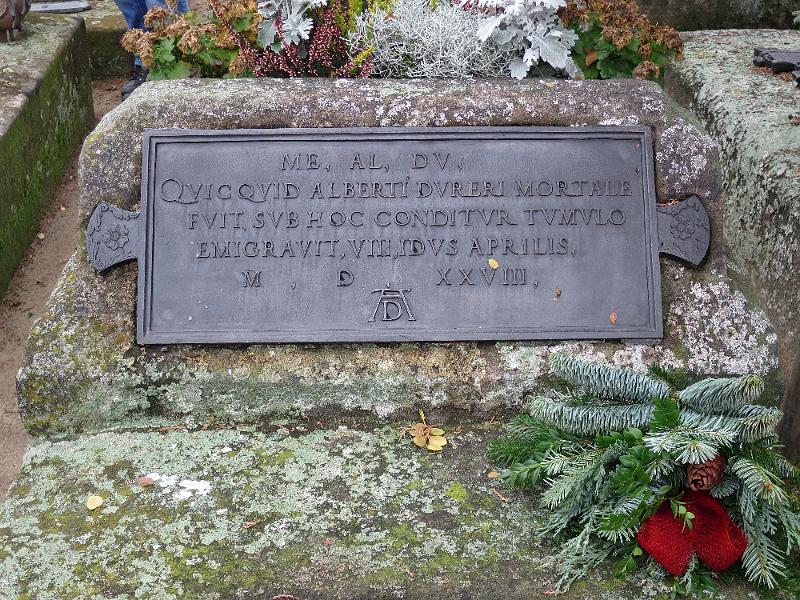 ME, AL, DV,
QVICQVID ALBERTI, DVRERI MORTALE
FVIT, SVB HOC CONDITVR TVMVLO
EMIGRAVIT, VIII, IDVS APRILIS.
M , D XXVIII ,
AD